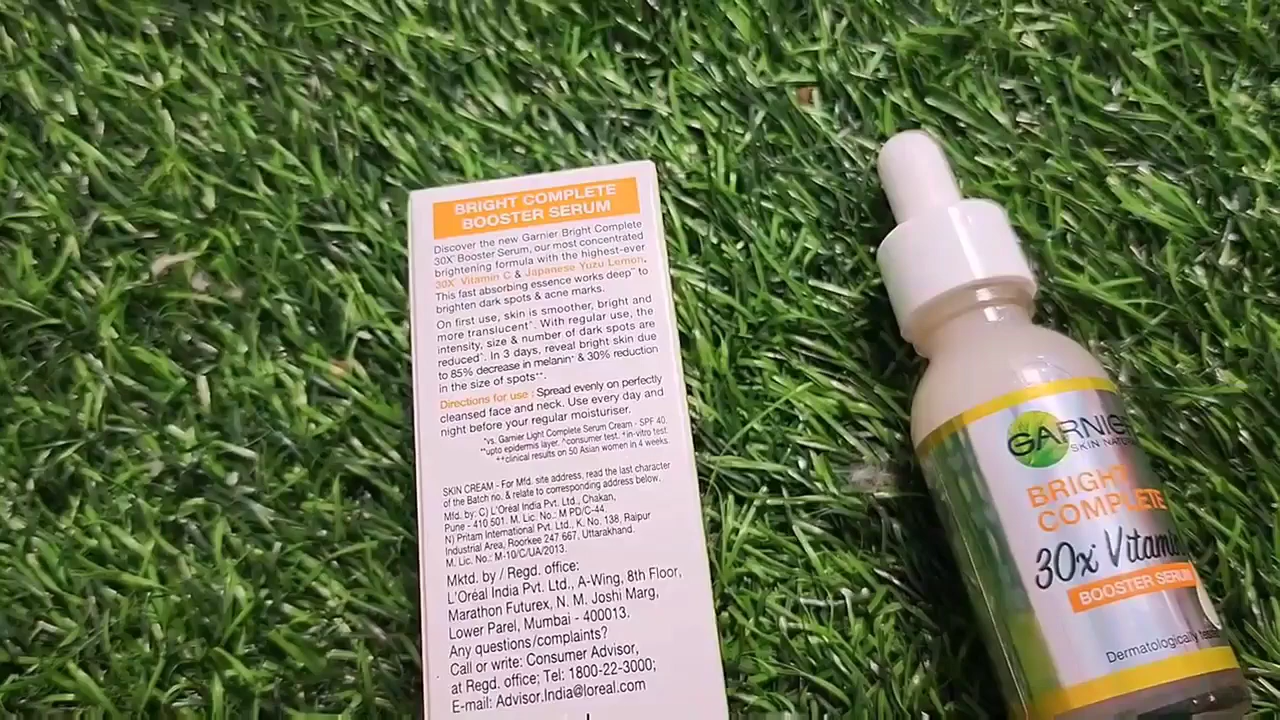 BRIGHT COMPLETE
BOOSTER SERUM
Discover the new Garnier Bright Complete
30X* Booster Serum, our most concentrated
brightening formula with the highest-ever
30X* Vitamin C & Japanese Yuzu Lemon.
This fast absorbing essence works deep** to
brighten dark spots & acne marks.
On first use, skin is smoother, bright and
more translucent^. With regular use, the
intensity, size & number of dark spots are
reduced^. In 3 days, reveal bright skin due
to 85% decrease in melanin+ & 30% reduction
in the size of spots++.
Directions for use : Spread evenly on perfectly
cleansed face and neck. Use every day and
night before your regular moisturiser.
*vs. Garnier Light Complete Serum Cream - SPF 40.
**upto epidermis layer. ^consumer test. +in-vitro test.
++clinical results on 50 Asian women in 4 weeks.
SKIN CREAM - For Mfd. site address, read the last character
of the Batch no. & relate to corresponding address below.
Mfd. by: C) L'Oréal India Pvt. Ltd., Chakan,
Pune - 410 501. M. Lic. No.: M PD/C-44.
N) Pritam International Pvt. Ltd., K. No. 138, Raipur
Industrial Area, Roorkee 247 667, Uttarakhand.
M. Lic. No.: M-10/C/UA/2013.
Mktd. by / Regd. office:
L'Oréal India Pvt. Ltd., A-Wing, 8th Floor,
Marathon Futurex, N. M. Joshi Marg,
Lower Parel, Mumbai - 400013.
Any questions/complaints?
Call or write: Consumer Advisor,
at Regd. office; Tel: 1800-22-3000;
E-mail: Advisor.India@loreal.com
GARNIER
SKIN NATURALS
BRIGHT
COMPLETE
30x* Vitamin
BOOSTER SERUM
Dermatologically tested